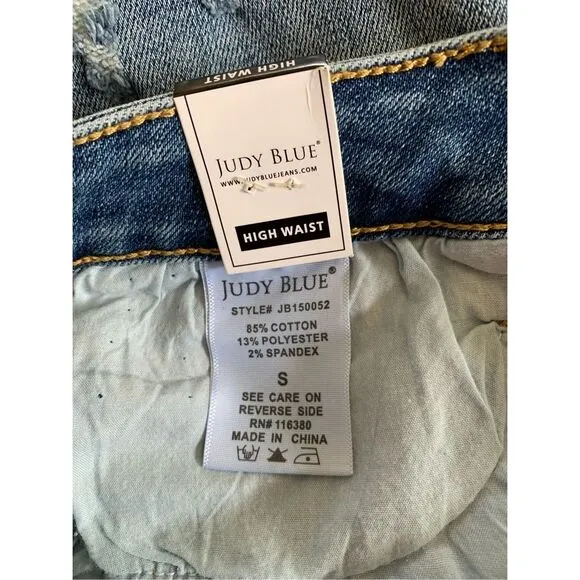 HIGH WAIST
JUDY BLUE®
WWW.JUDYBLUEJEANS.COM
HIGH WAIST
JUDY BLUE®
STYLE# JB150052
85% COTTON
13% POLYESTER
2% SPANDEX
S
SEE CARE ON
REVERSE SIDE
RN# 116380
MADE IN CHINA